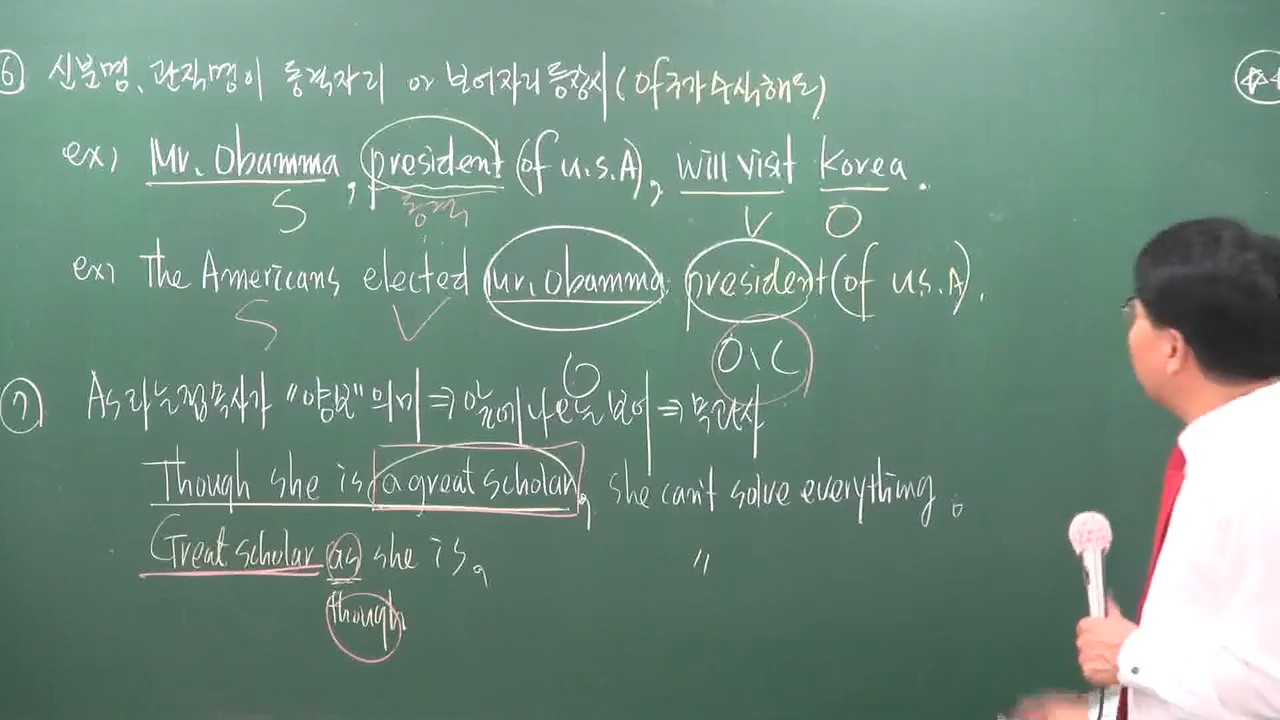 ⑥ 신분명, 관직명이 동격자리 or 보어자리 등장시 (야구가 수식해도)
ex) Mr. Obamma, president (of U.S.A), will visit Korea.
S 동격 V O
ex) The Americans elected Mr. Obamma president (of U.S.A).
S V O O.C
⑦ As라는 접속사가 "양보"의미 ⇒ 앞에 나온 보어 ⇒ 무관사
Though she is a great scholar, she can't solve everything.
Great scholar as she is, "
though